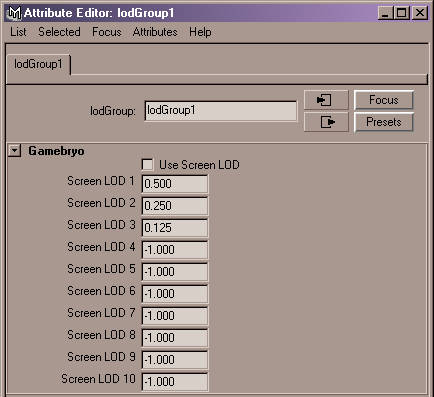 Attribute Editor: lodGroup1
List Selected Focus Attributes Help
lodGroup1
lodGroup: lodGroup1
Focus
Presets
Gamebryo
Use Screen LOD
Screen LOD 1 0.500
Screen LOD 2 0.250
Screen LOD 3 0.125
Screen LOD 4 -1.000
Screen LOD 5 -1.000
Screen LOD 6 -1.000
Screen LOD 7 -1.000
Screen LOD 8 -1.000
Screen LOD 9 -1.000
Screen LOD 10 -1.000